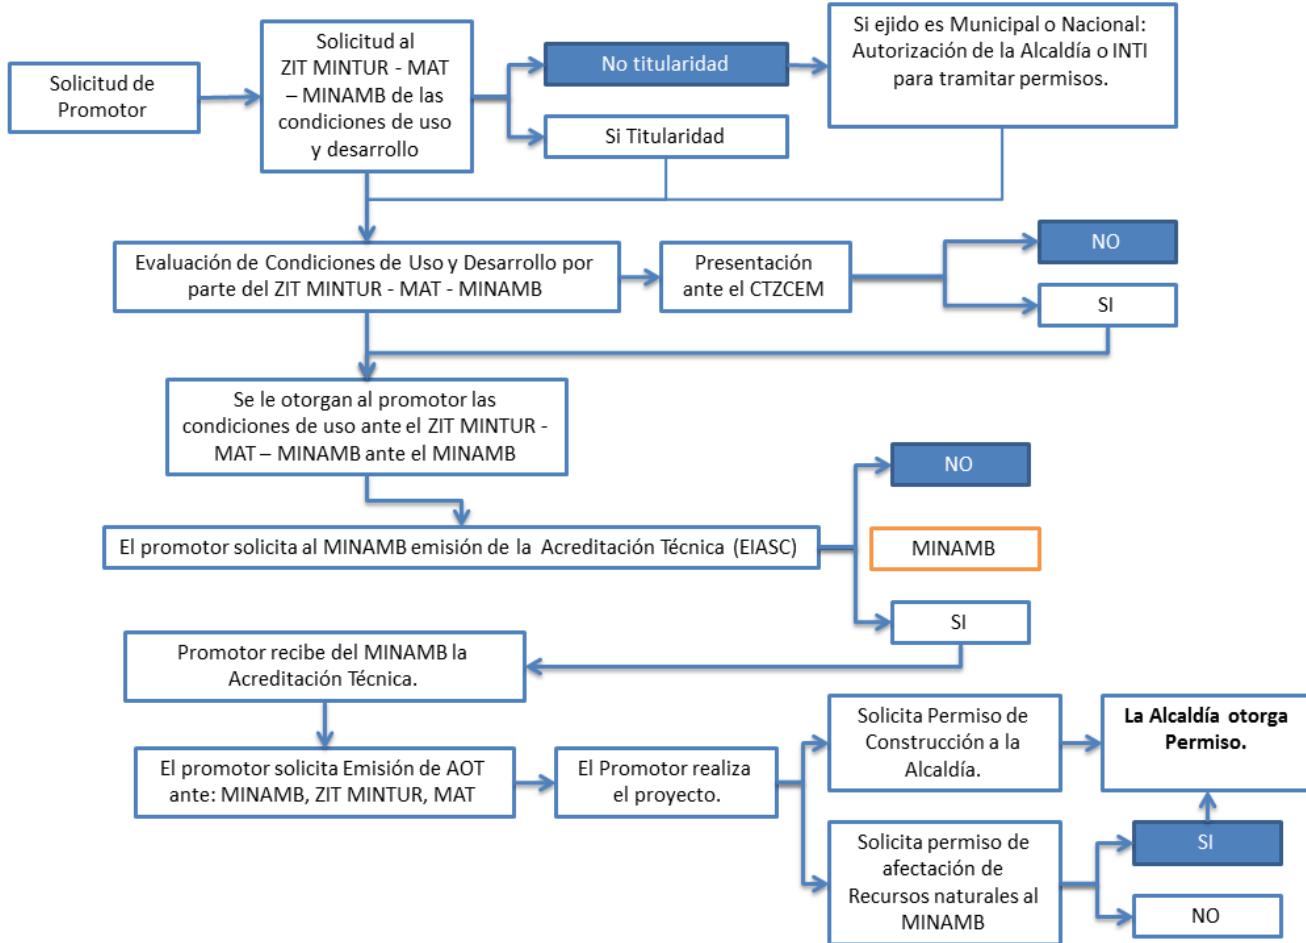 Solicitud de
Promotor
Solicitud al
ZIT MINTUR - MAT
– MINAMB de las
condiciones de uso
y desarrollo
No titularidad
Si Titularidad
Si ejido es Municipal o Nacional:
Autorización de la Alcaldía o INTI
para tramitar permisos.
Evaluación de Condiciones de Uso y Desarrollo por
parte del ZIT MINTUR - MAT - MINAMB
Presentación
ante el CTZCEM
NO
SI
Se le otorgan al promotor las
condiciones de uso ante el ZIT MINTUR -
MAT – MINAMB ante el MINAMB
El promotor solicita al MINAMB emisión de la Acreditación Técnica (EIASC)
NO
MINAMB
SI
Promotor recibe del MINAMB la
Acreditación Técnica.
El promotor solicita Emisión de AOT
ante: MINAMB, ZIT MINTUR, MAT
El Promotor realiza
el proyecto.
Solicita Permiso de
Construcción a la
Alcaldía.
La Alcaldía otorga
Permiso.
Solicita permiso de
afectación de
Recursos naturales al
MINAMB
SI
NO